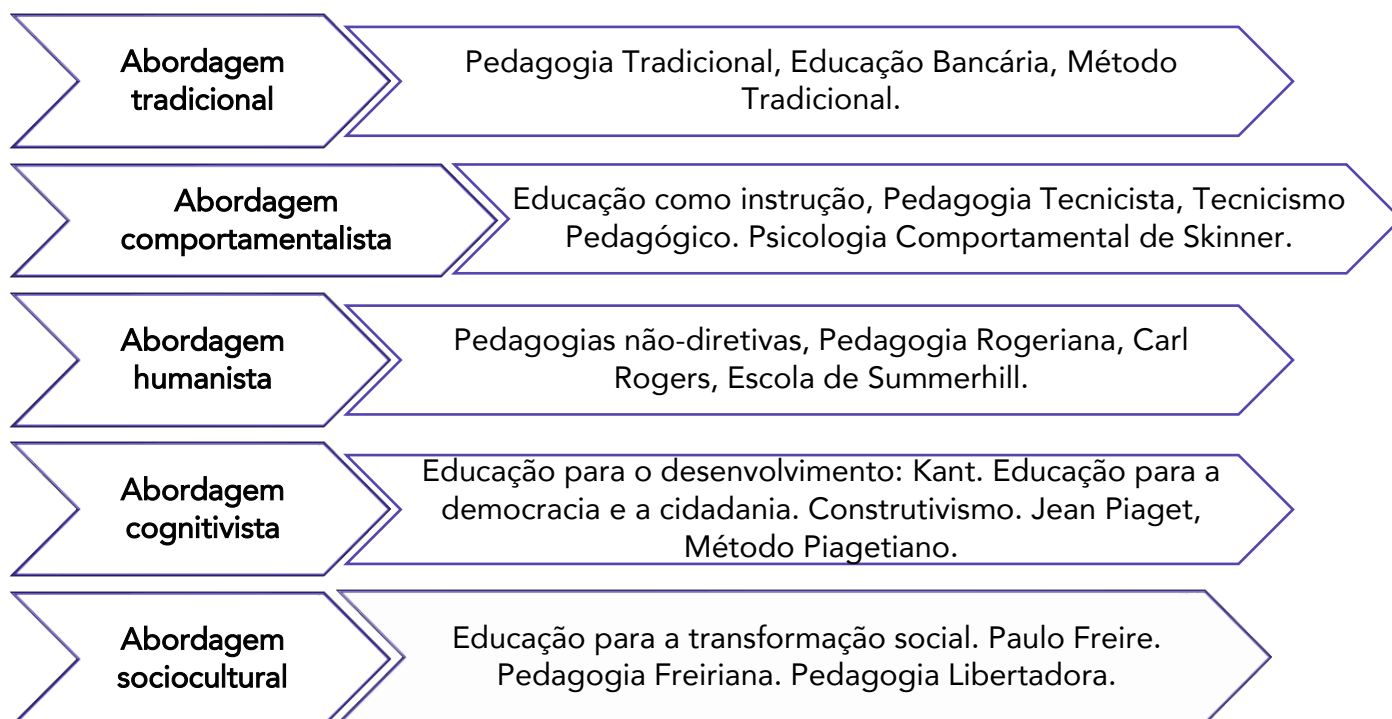 Abordagem
tradicional
Pedagogia Tradicional, Educação Bancária, Método
Tradicional.
Abordagem
comportamentalista
Educação como instrução, Pedagogia Tecnicista, Tecnicismo
Pedagógico. Psicologia Comportamental de Skinner.
Abordagem
humanista
Pedagogias não-diretivas, Pedagogia Rogeriana, Carl
Rogers, Escola de Summerhill.
Abordagem
cognitivista
Educação para o desenvolvimento: Kant. Educação para a
democracia e a cidadania. Construtivismo. Jean Piaget,
Método Piagetiano.
Abordagem
sociocultural
Educação para a transformação social. Paulo Freire.
Pedagogia Freiriana. Pedagogia Libertadora.